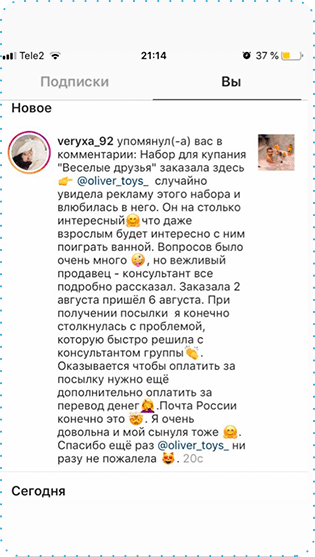 Tele2 21:14 37 %
Подписки Вы
Новое
veryxa_92 упомянул(-а) вас в
комментарии: Набор для купания
"Веселые друзья" заказала здесь
👉 @oliver_toys_ случайно
увидела рекламу этого набора и
влюбилась в него. Он на столько
интересный🤗что даже
взрослым будет интересно с ним
поиграть ванной. Вопросов было
очень много 🤪, но вежливый
продавец - консультант все
подробно рассказал. Заказала 2
августа пришёл 6 августа. При
получении посылки я конечно
столкнулась с проблемой,
которую быстро решила с
консультантом группы👏.
Оказывается чтобы оплатить за
посылку нужно ещё
дополнительно оплатить за
перевод денег🤦‍♀️.Почта России
конечно это 🤯. Я очень
довольна и мой сынуля тоже 🤗.
Спасибо ещё раз @oliver_toys_ ни
разу не пожалела 😻. 20с
Сегодня